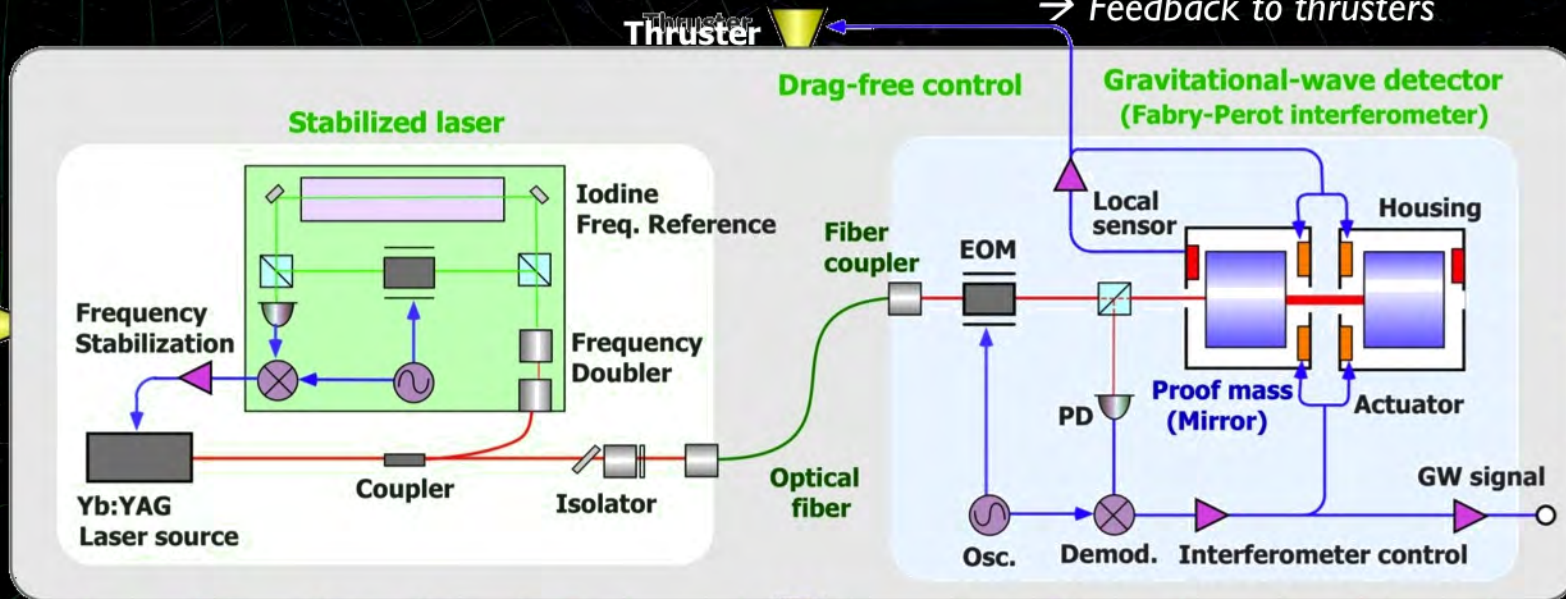 → Feedback to thrusters
Thruster
Thruster
Drag-free control
Gravitational-wave detector
(Fabry-Perot interferometer)
Stabilized laser
Iodine
Freq. Reference
Local
sensor
Housing
Fiber
coupler
EOM
Frequency
Stabilization
Frequency
Doubler
Proof mass
(Mirror)
Actuator
PD
Coupler
Isolator
Optical
fiber
GW signal
Yb:YAG
Laser source
Osc.
Demod.
Interferometer control